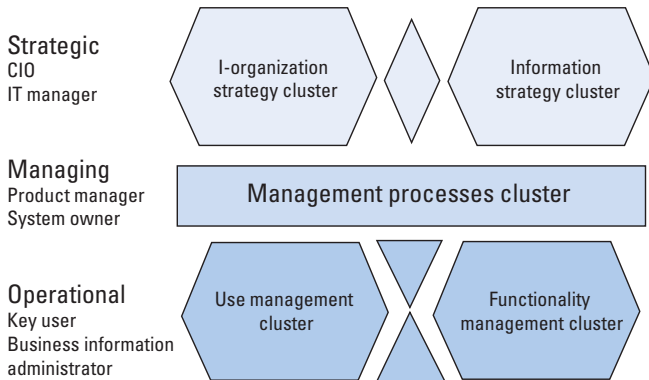 Strategic
CIO
IT manager
I-organization
strategy cluster
Information
strategy cluster
Managing
Product manager
System owner
Management processes cluster
Operational
Key user
Business information
administrator
Use management
cluster
Functionality
management cluster